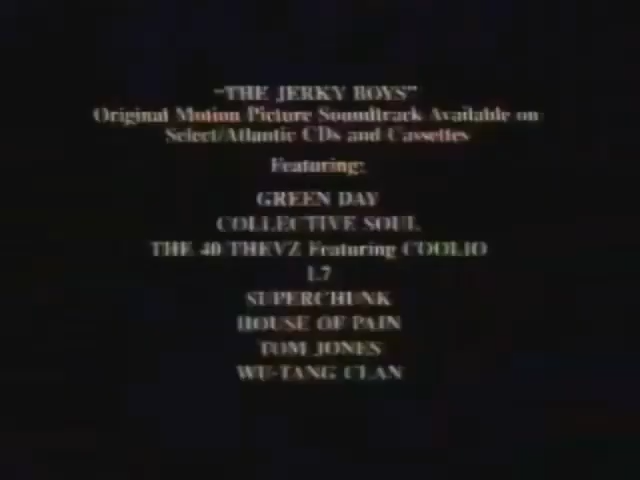 "THE JERKY BOYS"
Original Motion Picture Soundtrack Available on
Select/Atlantic CDs and Cassettes
Featuring:
GREEN DAY
COLLECTIVE SOUL
THE 40 THEVZ Featuring COOLIO
L7
SUPERCHUNK
HOUSE OF PAIN
TOM JONES
WU-TANG CLAN